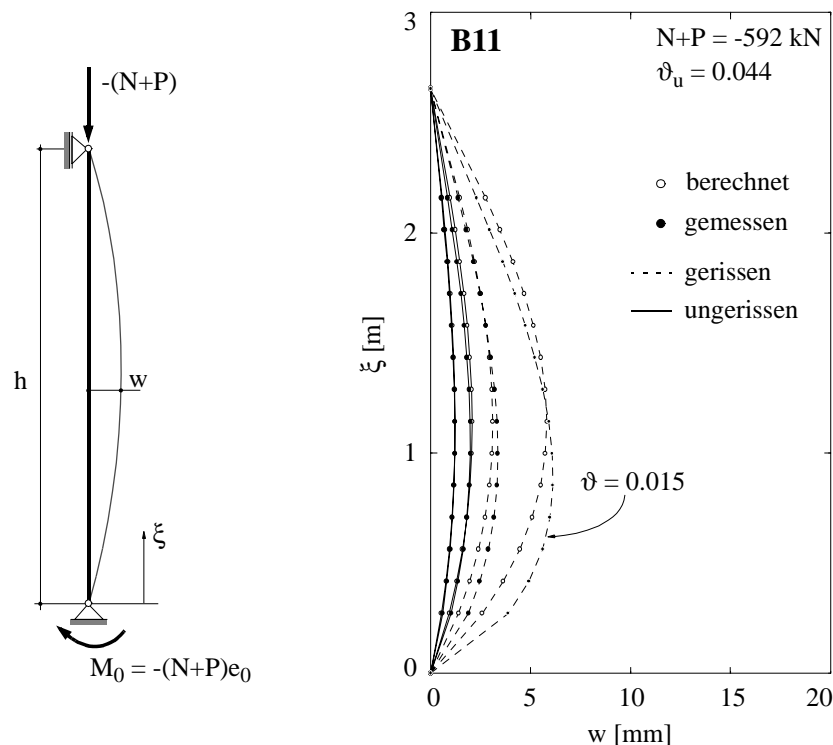 -(N+P)
h
w
ξ
M₀ = -(N+P)e₀
B11
N+P = -592 kN
ϑᵤ = 0.044
berechnet
gemessen
gerissen
ungerissen
ϑ = 0.015
3
2
1
0
ξ [m]
0
5
10
15
20
w [mm]